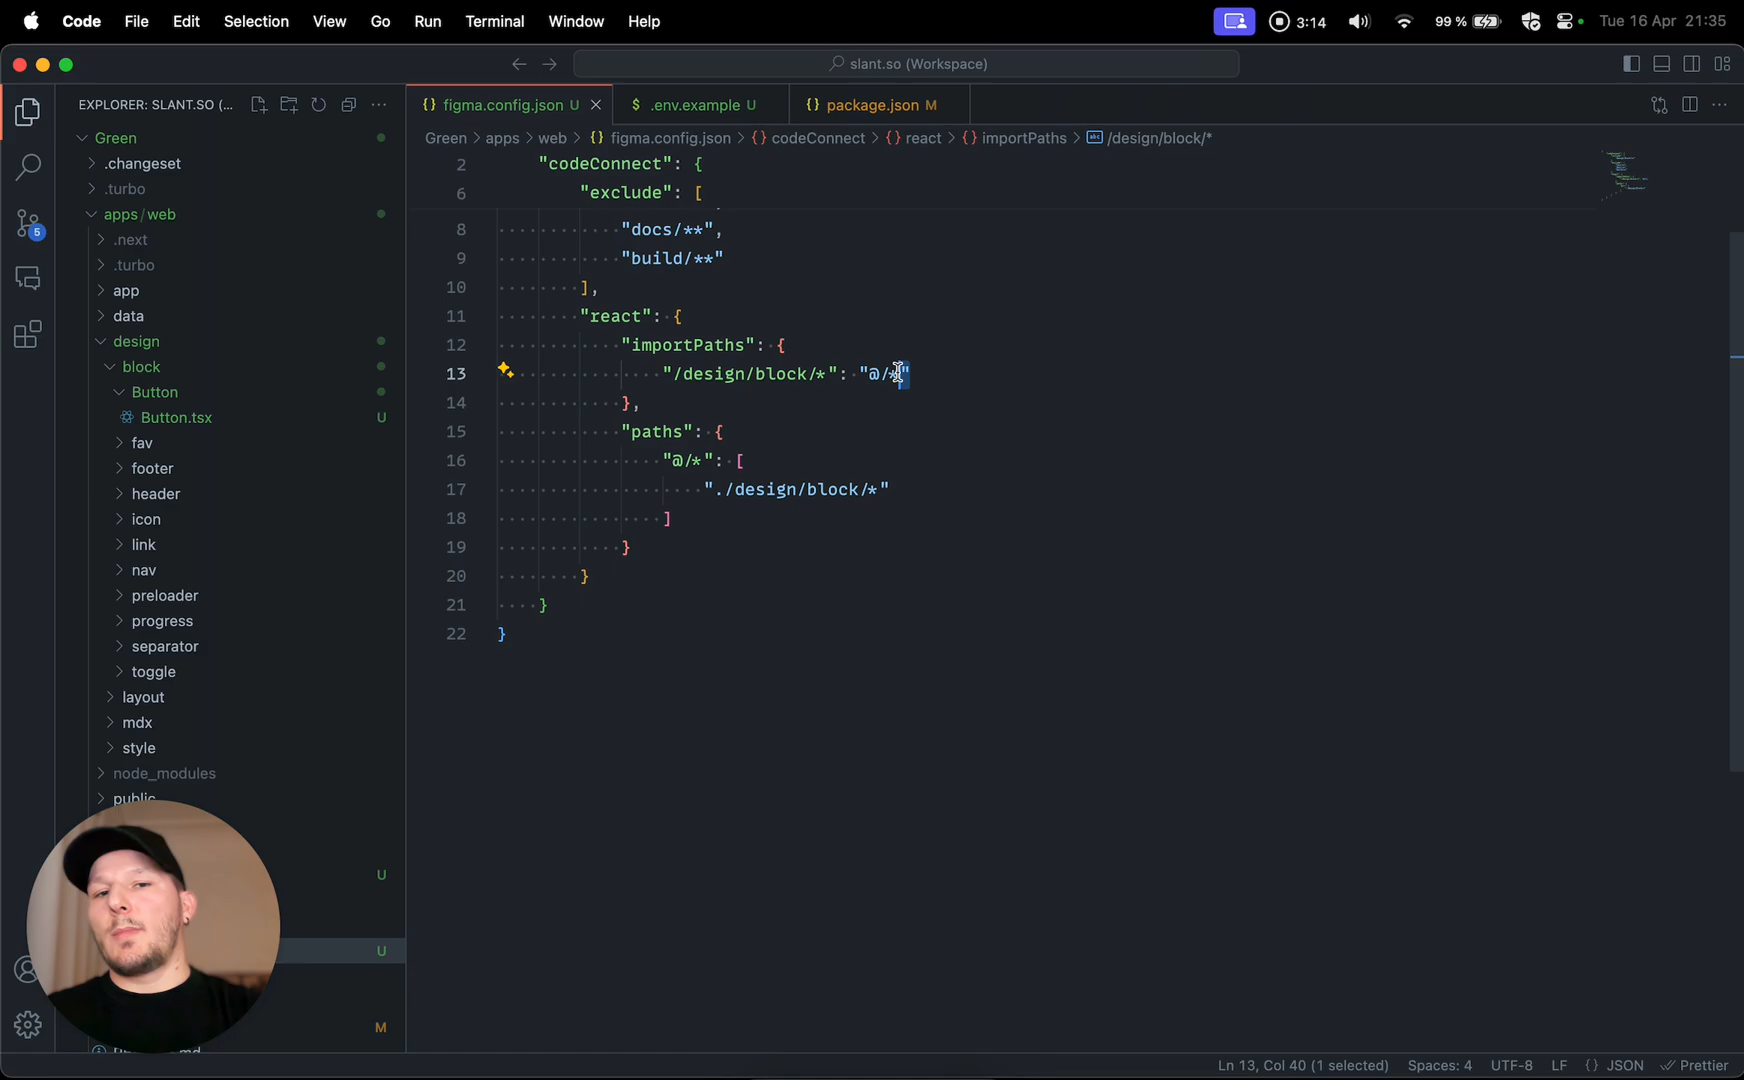 Code File Edit Selection View Go Run Terminal Window Help 3:14 99 % Tue 16 Apr 21:35
slant.so (Workspace)
EXPLORER: SLANT.SO (...
Green
.changeset
.turbo
apps/web
.next
.turbo
app
data
design
block
Button
Button.tsx U
fav
footer
header
icon
link
nav
preloader
progress
separator
toggle
layout
mdx
style
node_modules
public
U
U
M
5
{} figma.config.json U
$ .env.example U
{} package.json M
Green > apps > web > {} figma.config.json > {} codeConnect > {} react > {} importPaths > abc /design/block/*
2 "codeConnect": {
6 "exclude": [
8 "docs/**",
9 "build/**"
10 ],
11 "react": {
12 "importPaths": {
13 "/design/block/*": "@/*"
14 },
15 "paths": {
16 "@/*": [
17 "./design/block/*"
18 ]
19 }
20 }
21 }
22 }
Ln 13, Col 40 (1 selected) Spaces: 4 UTF-8 LF {} JSON Prettier